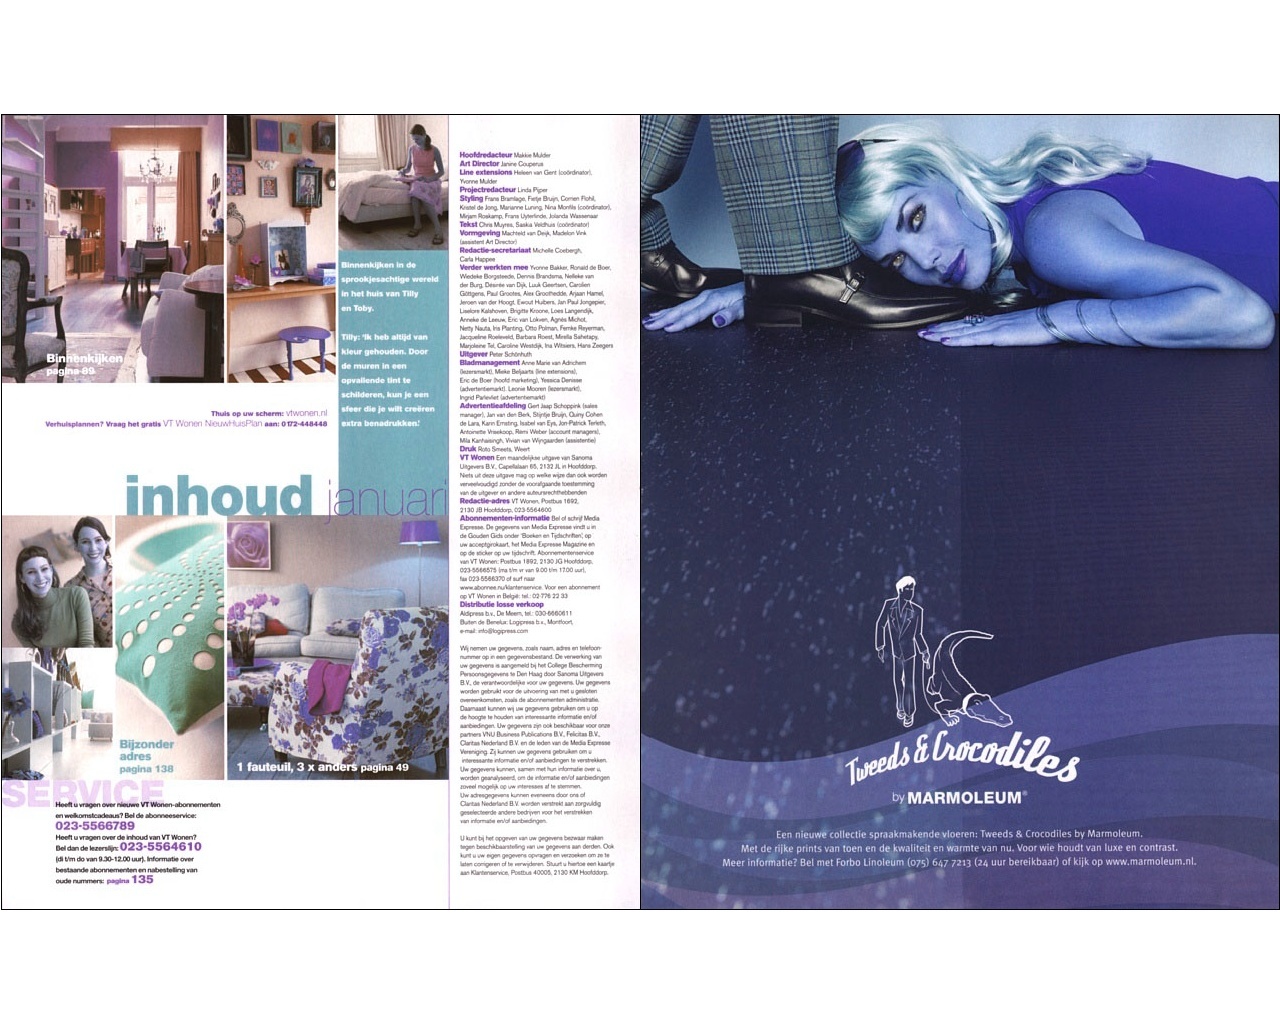 Binnenkijken
pagina 89
Binnenkijken in de
sprookjesachtige wereld
in het huis van Tilly
en Toby.
Tilly: 'Ik heb altijd van
kleur gehouden. Door
de muren in een
opvallende tint te
schilderen, kun je een
sfeer die je wilt creëren
extra benadrukken!'
Thuis op uw scherm: vtwonen.nl
Verhuisplannen? Vraag het gratis VT Wonen NieuwHuisPlan aan: 0172-448448
inhoud januari
Bijzonder
adres
pagina 138
1 fauteuil, 3 x anders pagina 49
SERVICE
Heeft u vragen over nieuwe VT Wonen-abonnementen
en welkomstcadeaus? Bel de abonneeservice:
023-5566789
Heeft u vragen over de inhoud van VT Wonen?
Bel dan de lezerslijn: 023-5564610
(di t/m do van 9.30-12.00 uur). Informatie over
bestaande abonnementen en nabestelling van
oude nummers: pagina 135
Hoofdredacteur Makkie Mulder
Art Director Janine Couperus
Line extensions Heleen van Gent (coördinator),
Yvonne Mulder
Projectredacteur Linda Pijper
Styling Frans Bramlage, Fietje Bruijn, Corrien Flohil,
Kristel de Jong, Marianne Luning, Nina Monfils (coördinator),
Mirjam Roskamp, Frans Uyterlinde, Jolanda Wassenaar
Tekst Chris Muyres, Saskia Veldhuis (coördinator)
Vormgeving Machteld van Deijk, Madelon Vink
(assistent Art Director)
Redactie-secretariaat Michelle Coebergh,
Carla Happee
Verder werkten mee Yvonne Bakker, Ronald de Boer,
Wiedeke Borgsteede, Dennis Brandsma, Nelleke van
der Burg, Désirée van Dijk, Luuk Geertsen, Carolien
Göttgens, Paul Grootes, Alex Groothedde, Arjaan Hamel,
Jeroen van der Hoogt, Ewout Huibers, Jan Paul Jongepier,
Liselore Kalshoven, Brigitte Kroone, Loes Langendijk,
Anneke de Leeuw, Eric van Lokven, Agnès Michot,
Netty Nauta, Iris Planting, Otto Polman, Femke Reyerman,
Jacqueline Roeleveld, Barbara Roest, Mirella Sahetapy,
Marjoleine Tel, Caroline Westdijk, Ina Witsiers, Hans Zeegers
Uitgever Peter Schönhuth
Bladmanagement Anne Marie van Adrichem
(lezersmarkt), Mieke Beljaarts (line extensions),
Eric de Boer (hoofd marketing), Yessica Denisse
(advertentiemarkt). Leonie Mooren (lezersmarkt),
Ingrid Parlevliet (advertentiemarkt)
Advertentieafdeling Gert Jaap Schoppink (sales
manager), Jan van den Berk, Stijntje Bruijn, Quiny Cohen
de Lara, Karin Ernsting, Isabel van Eys, Jon-Patrick Terleth,
Antoinette Vrieekoop, Rémi Weber (account managers),
Mila Kanhaisingh, Vivian van Wijngaarden (assistentie)
Druk Roto Smeets, Weert
VT Wonen Een maandelijkse uitgave van Sanoma
Uitgevers B.V., Capellalaan 65, 2132 JL in Hoofddorp.
Niets uit deze uitgave mag op welke wijze dan ook worden
verveelvoudigd zonder de voorafgaande toestemming
van de uitgever en andere auteursrechthebbenden
Redactie-adres VT Wonen, Postbus 1692,
2130 JB Hoofddorp, 023-5564600
Abonnementen-informatie Bel of schrijf Media
Expresse. De gegevens van Media Expresse vindt u in
de Gouden Gids onder 'Boeken en Tijdschriften', op
uw acceptgirokaart, het Media Expresse Magazine en
op de sticker op uw tijdschrift. Abonnementenservice
van VT Wonen: Postbus 1892, 2130 JG Hoofddorp,
023-5566575 (ma t/m vr van 9.00 t/m 17.00 uur),
fax 023-5566370 of surf naar
www.abonnee.nu/klantenservice. Voor een abonnement
op VT Wonen in België: tel.: 02-776 22 33
Distributie losse verkoop
Aldipress b.v., De Meern, tel.: 030-6660611
Buiten de Benelux: Logipress b.v., Montfoort,
e-mail: info@logipress.com
Wij nemen uw gegevens, zoals naam, adres en telefoon-
nummer op in een gegevensbestand. De verwerking van
uw gegevens is aangemeld bij het College Bescherming
Persoonsgegevens te Den Haag door Sanoma Uitgevers
B.V., de verantwoordelijke voor uw gegevens. Uw gegevens
worden gebruikt voor de uitvoering van met u gesloten
overeenkomsten, zoals de abonnementen administratie.
Daarnaast kunnen wij uw gegevens gebruiken om u op
de hoogte te houden van interessante informatie en/of
aanbiedingen. Uw gegevens zijn ook beschikbaar voor onze
partners VNU Business Publications B.V., Felicitas B.V.,
Claritas Nederland B.V. en de leden van de Media Expresse
Vereniging. Zij kunnen uw gegevens gebruiken om u
interessante informatie en/of aanbiedingen te verstrekken.
Uw gegevens kunnen, samen met hun informatie over u,
worden geanalyseerd, om de informatie en/of aanbiedingen
zoveel mogelijk op uw interesses af te stemmen.
Uw adresgegevens kunnen eveneens door ons of
Claritas Nederland B.V. worden verstrekt aan zorgvuldig
geselecteerde andere bedrijven voor het verstrekken
van informatie en/of aanbiedingen.
U kunt bij het opgeven van uw gegevens bezwaar maken
tegen beschikbaarstelling van uw gegevens aan derden. Ook
kunt u uw eigen gegevens opvragen en verzoeken om ze te
laten corrigeren of te verwijderen. Stuurt u hiertoe een kaartje
aan Klantenservice, Postbus 40005, 2130 KM Hoofddorp.
Tweeds & Crocodiles
by MARMOLEUM®
Een nieuwe collectie spraakmakende vloeren: Tweeds & Crocodiles by Marmoleum.
Met de rijke prints van toen en de kwaliteit en warmte van nu. Voor wie houdt van luxe en contrast.
Meer informatie? Bel met Forbo Linoleum (075) 647 7213 (24 uur bereikbaar) of kijk op www.marmoleum.nl.